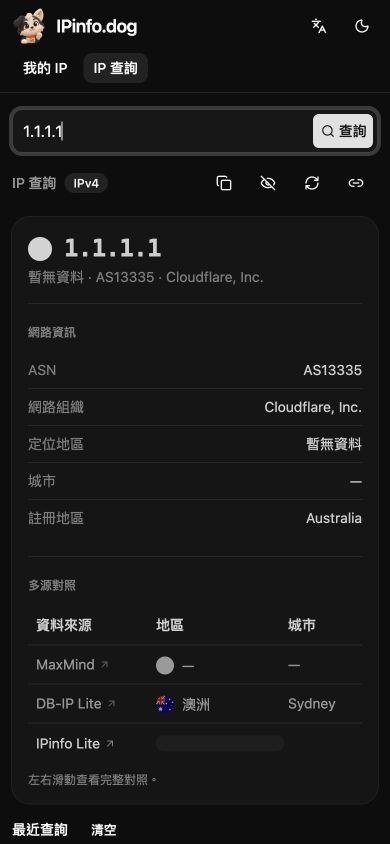 IPinfo.dog
我的 IP IP 查詢
1.1.1.1 查詢
IP 查詢 IPv4
1.1.1.1
暫無資料 · AS13335 · Cloudflare, Inc.
網路資訊
ASN AS13335
網路組織 Cloudflare, Inc.
定位地區 暫無資料
城市 —
註冊地區 Australia
多源對照
資料來源 地區 城市
MaxMind ↗ — —
DB-IP Lite ↗ 澳洲 Sydney
IPinfo Lite ↗
左右滑動查看完整對照。
最近查詢 清空